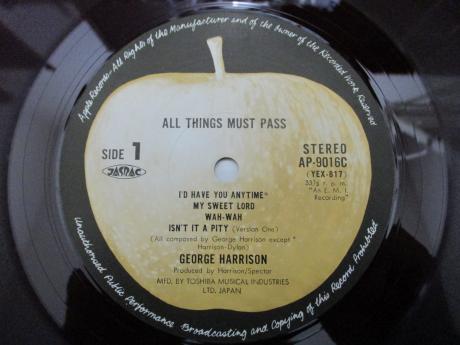 Apple Records·All Rights of the Manufacturer and of the Owner of the Recorded Work Reserved
ALL THINGS MUST PASS
SIDE 1
JASRAC
STEREO
AP-9016C
(YEX-817)
33⅓ r. p. m.
"An E. M. I.
Recording"
I'D HAVE YOU ANYTIME*
MY SWEET LORD
WAH-WAH
ISN'T IT A PITY (Version One)
(All composed by George Harrison except *
Harrison-Dylan)
GEORGE HARRISON
Produced by Harrison/Spector
MFD. BY TOSHIBA MUSICAL INDUSTRIES
LTD. JAPAN
Unauthorised Public Performance Broadcasting and Copying of this Record Prohibited